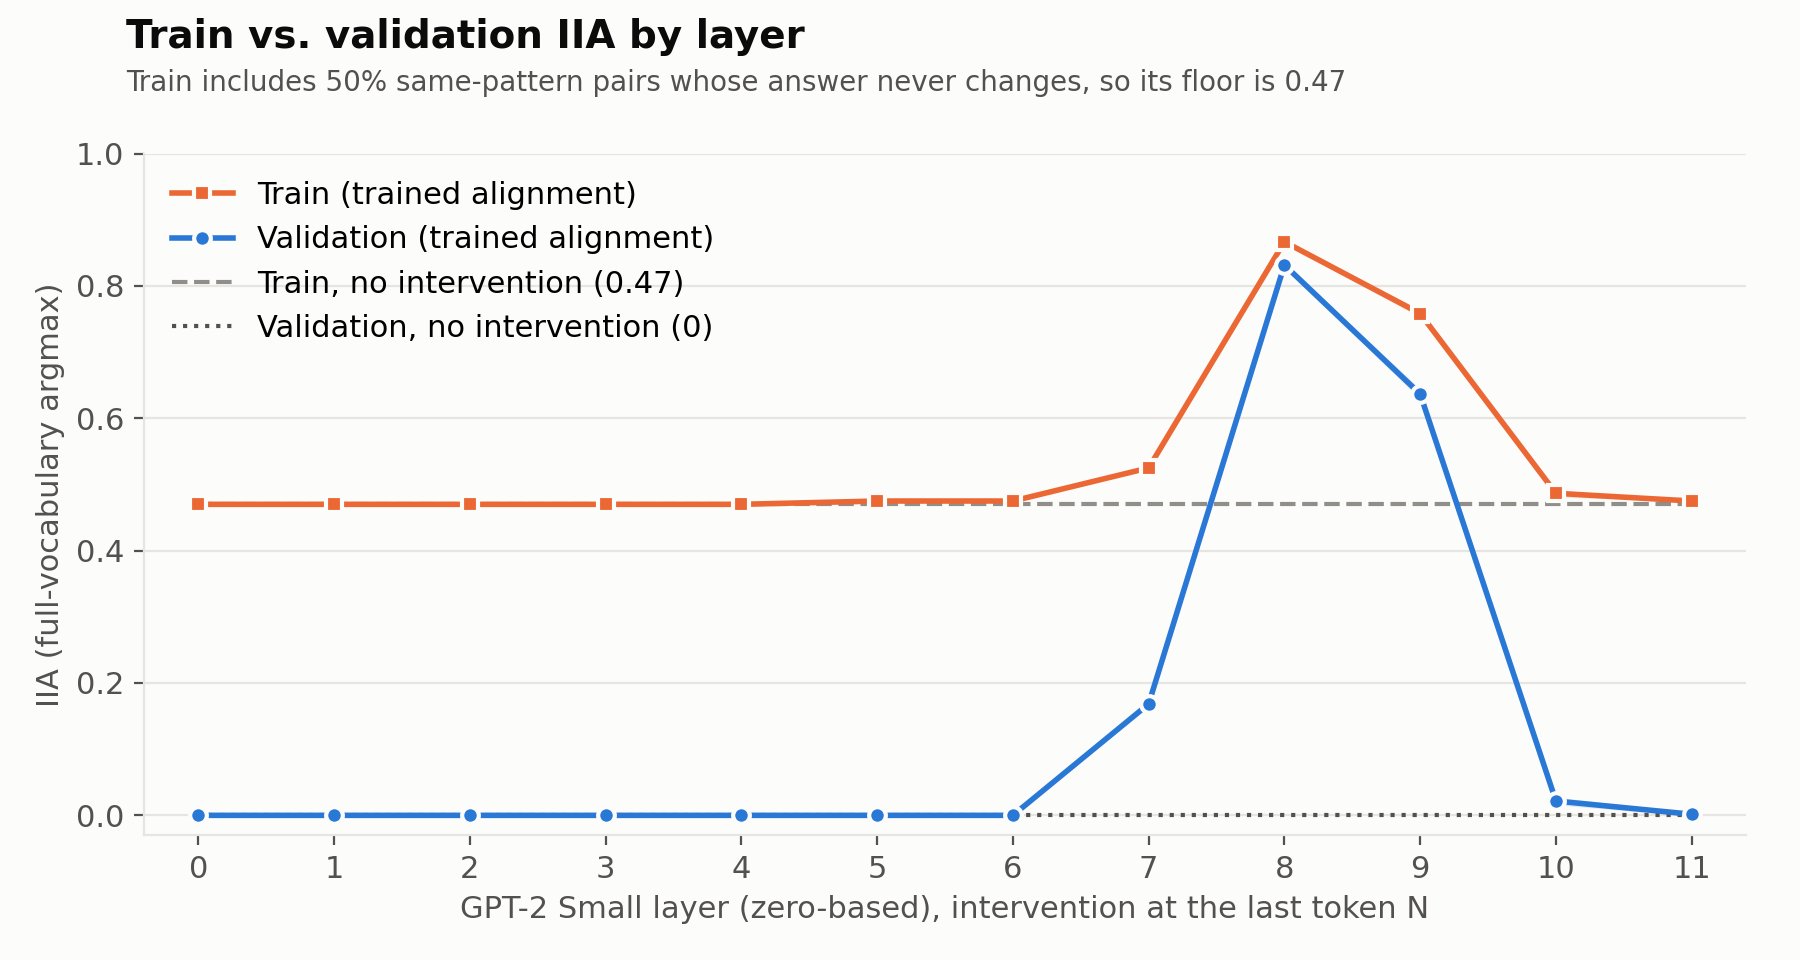 Train vs. validation IIA by layer
Train includes 50% same-pattern pairs whose answer never changes, so its floor is 0.47
IIA (full-vocabulary argmax)
1.0
0.8
0.6
0.4
0.2
0.0
Train (trained alignment)
Validation (trained alignment)
Train, no intervention (0.47)
Validation, no intervention (0)
0 1 2 3 4 5 6 7 8 9 10 11
GPT-2 Small layer (zero-based), intervention at the last token N